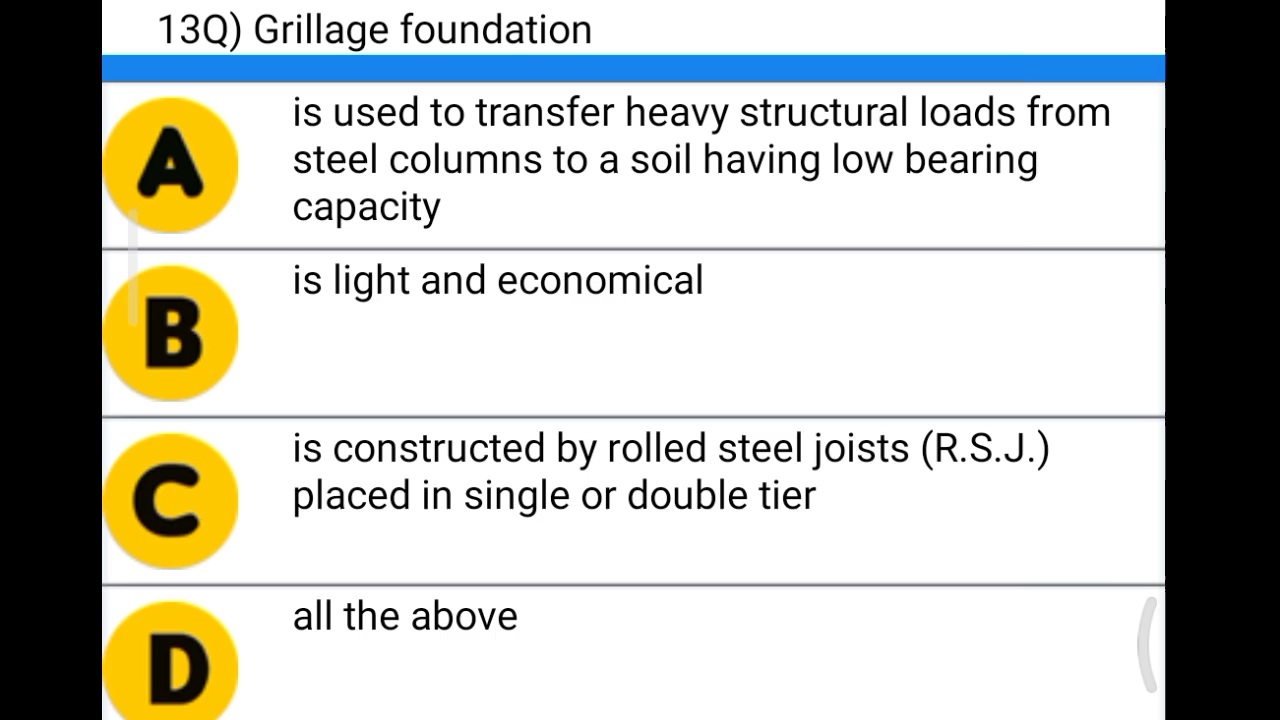 13Q) Grillage foundation
A
is used to transfer heavy structural loads from
steel columns to a soil having low bearing
capacity
B
is light and economical
C
is constructed by rolled steel joists (R.S.J.)
placed in single or double tier
D
all the above